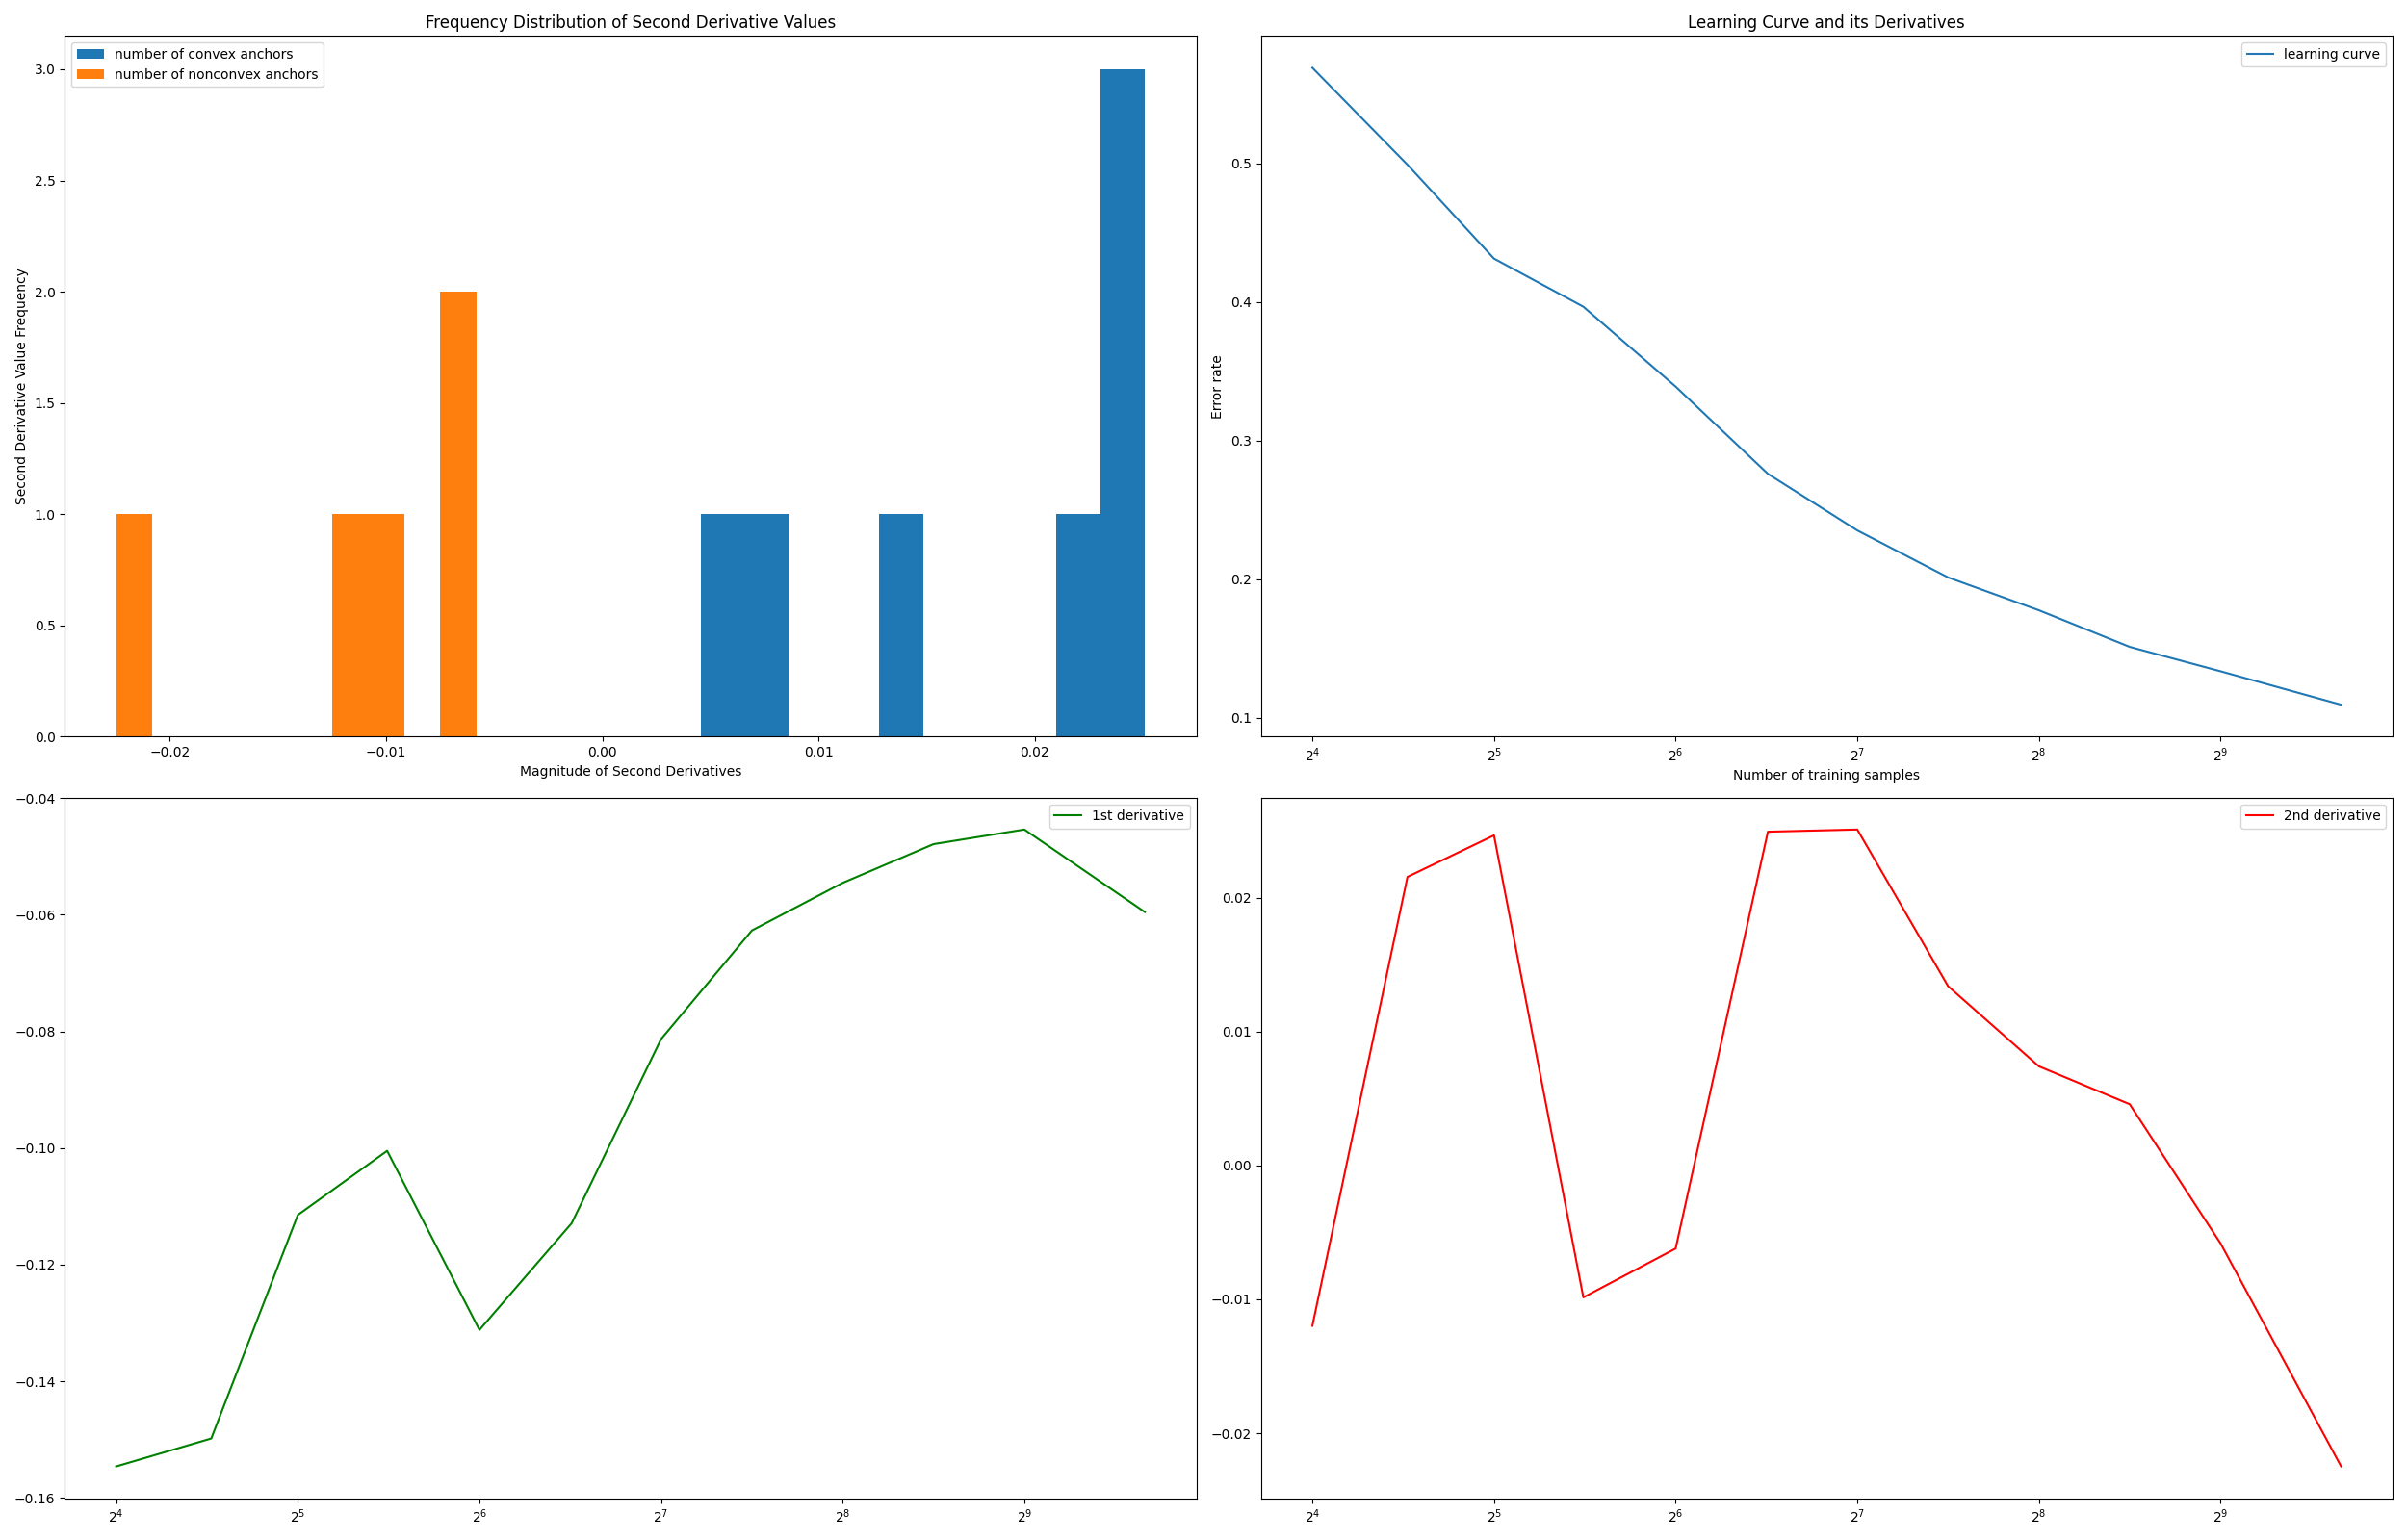 Frequency Distribution of Second Derivative Values
number of convex anchors
number of nonconvex anchors
Second Derivative Value Frequency
3.0
2.5
2.0
1.5
1.0
0.5
0.0
−0.02 −0.01 0.00 0.01 0.02
Magnitude of Second Derivatives
Learning Curve and its Derivatives
learning curve
Error rate
0.5
0.4
0.3
0.2
0.1
2⁴ 2⁵ 2⁶ 2⁷ 2⁸ 2⁹
Number of training samples
1st derivative
−0.04
−0.06
−0.08
−0.10
−0.12
−0.14
−0.16
2⁴ 2⁵ 2⁶ 2⁷ 2⁸ 2⁹
2nd derivative
0.02
0.01
0.00
−0.01
−0.02
2⁴ 2⁵ 2⁶ 2⁷ 2⁸ 2⁹